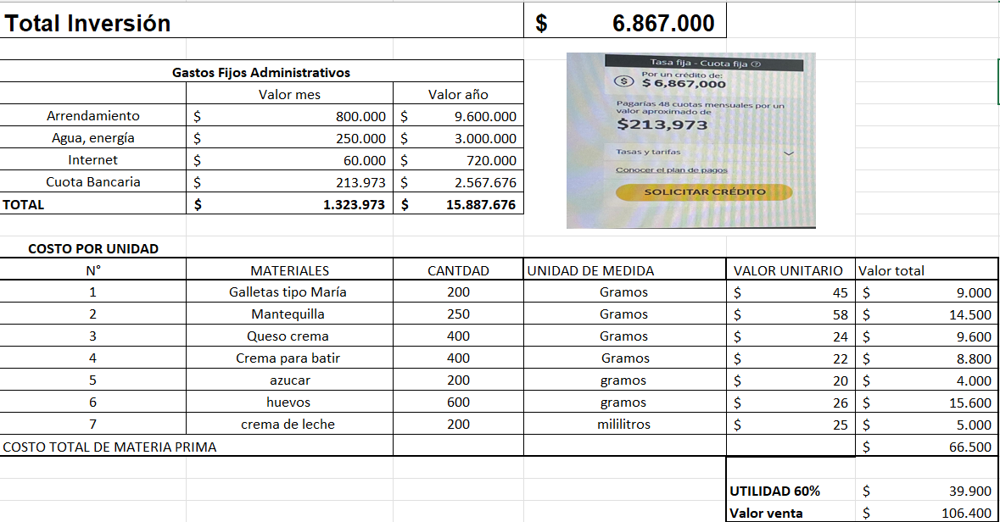 Total Inversión $ 6.867.000
Gastos Fijos Administrativos
Valor mes Valor año
Arrendamiento $ 800.000 $ 9.600.000
Agua, energía $ 250.000 $ 3.000.000
Internet $ 60.000 $ 720.000
Cuota Bancaria $ 213.973 $ 2.567.676
TOTAL $ 1.323.973 $ 15.887.676
Tasa fija - Cuota fija ?
$ Por un crédito de:
$ 6,867,000
Pagarías 48 cuotas mensuales por un
valor aproximado de
$213,973
Tasas y tarifas
Conocer el plan de pagos
SOLICITAR CRÉDITO
COSTO POR UNIDAD
N° MATERIALES CANTDAD UNIDAD DE MEDIDA VALOR UNITARIO Valor total
1 Galletas tipo María 200 Gramos $ 45 $ 9.000
2 Mantequilla 250 Gramos $ 58 $ 14.500
3 Queso crema 400 Gramos $ 24 $ 9.600
4 Crema para batir 400 Gramos $ 22 $ 8.800
5 azucar 200 gramos $ 20 $ 4.000
6 huevos 600 gramos $ 26 $ 15.600
7 crema de leche 200 mililitros $ 25 $ 5.000
COSTO TOTAL DE MATERIA PRIMA $ 66.500
UTILIDAD 60% $ 39.900
Valor venta $ 106.400